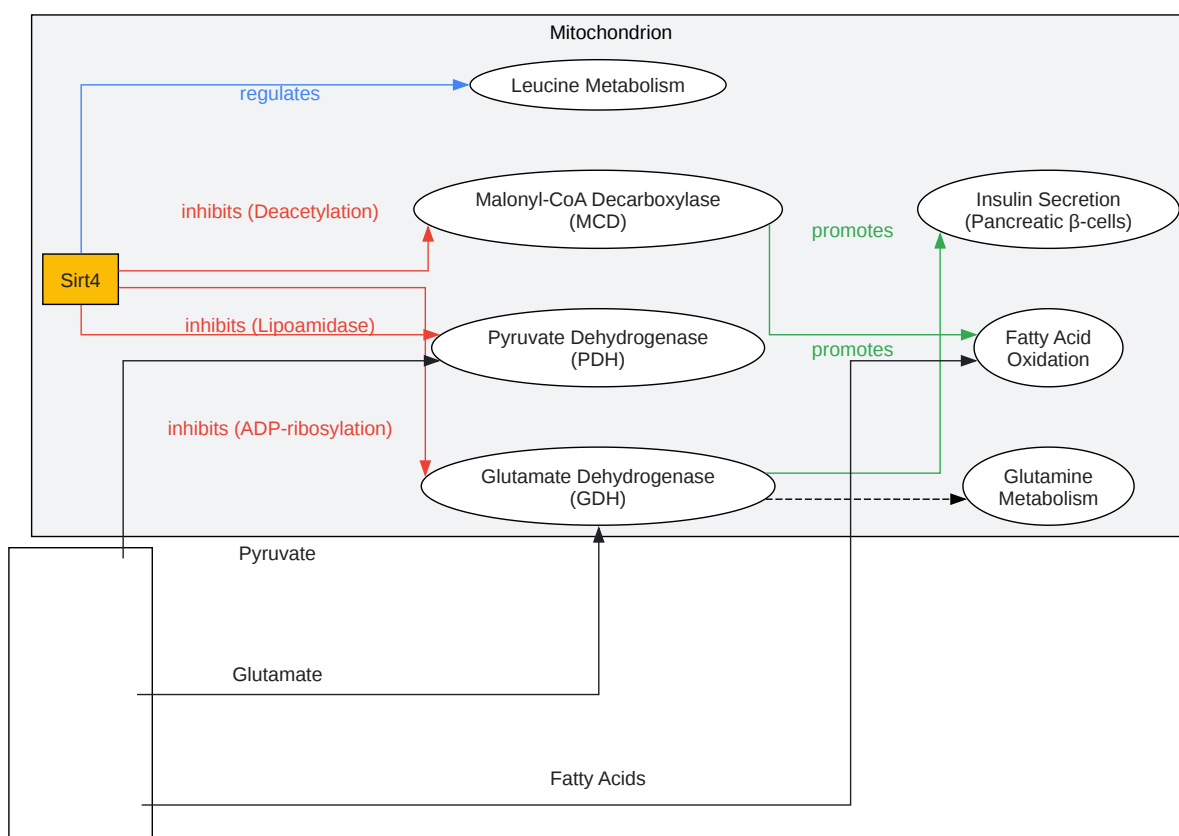 Mitochondrion
Leucine Metabolism
regulates
Malonyl-CoA Decarboxylase
(MCD)
Insulin Secretion
(Pancreatic β-cells)
inhibits (Deacetylation)
promotes
Sirt4
inhibits (Lipoamidase)
Pyruvate Dehydrogenase
(PDH)
promotes
Fatty Acid
Oxidation
inhibits (ADP-ribosylation)
Glutamate Dehydrogenase
(GDH)
Glutamine
Metabolism
Pyruvate
Glutamate
Fatty Acids